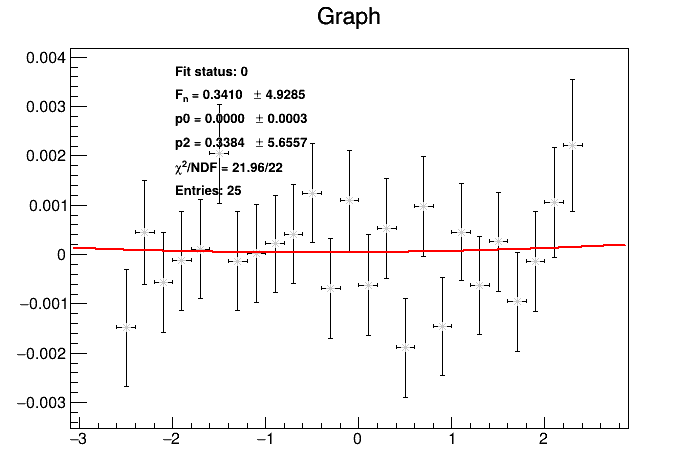 Graph
0.004
0.003
0.002
0.001
0
−0.001
−0.002
−0.003
Fit status: 0
Fn = 0.3410 ± 4.9285
p0 = 0.0000 ± 0.0003
p2 = 0.3384 ± 5.6557
χ²/NDF = 21.96/22
Entries: 25
−3 −2 −1 0 1 2